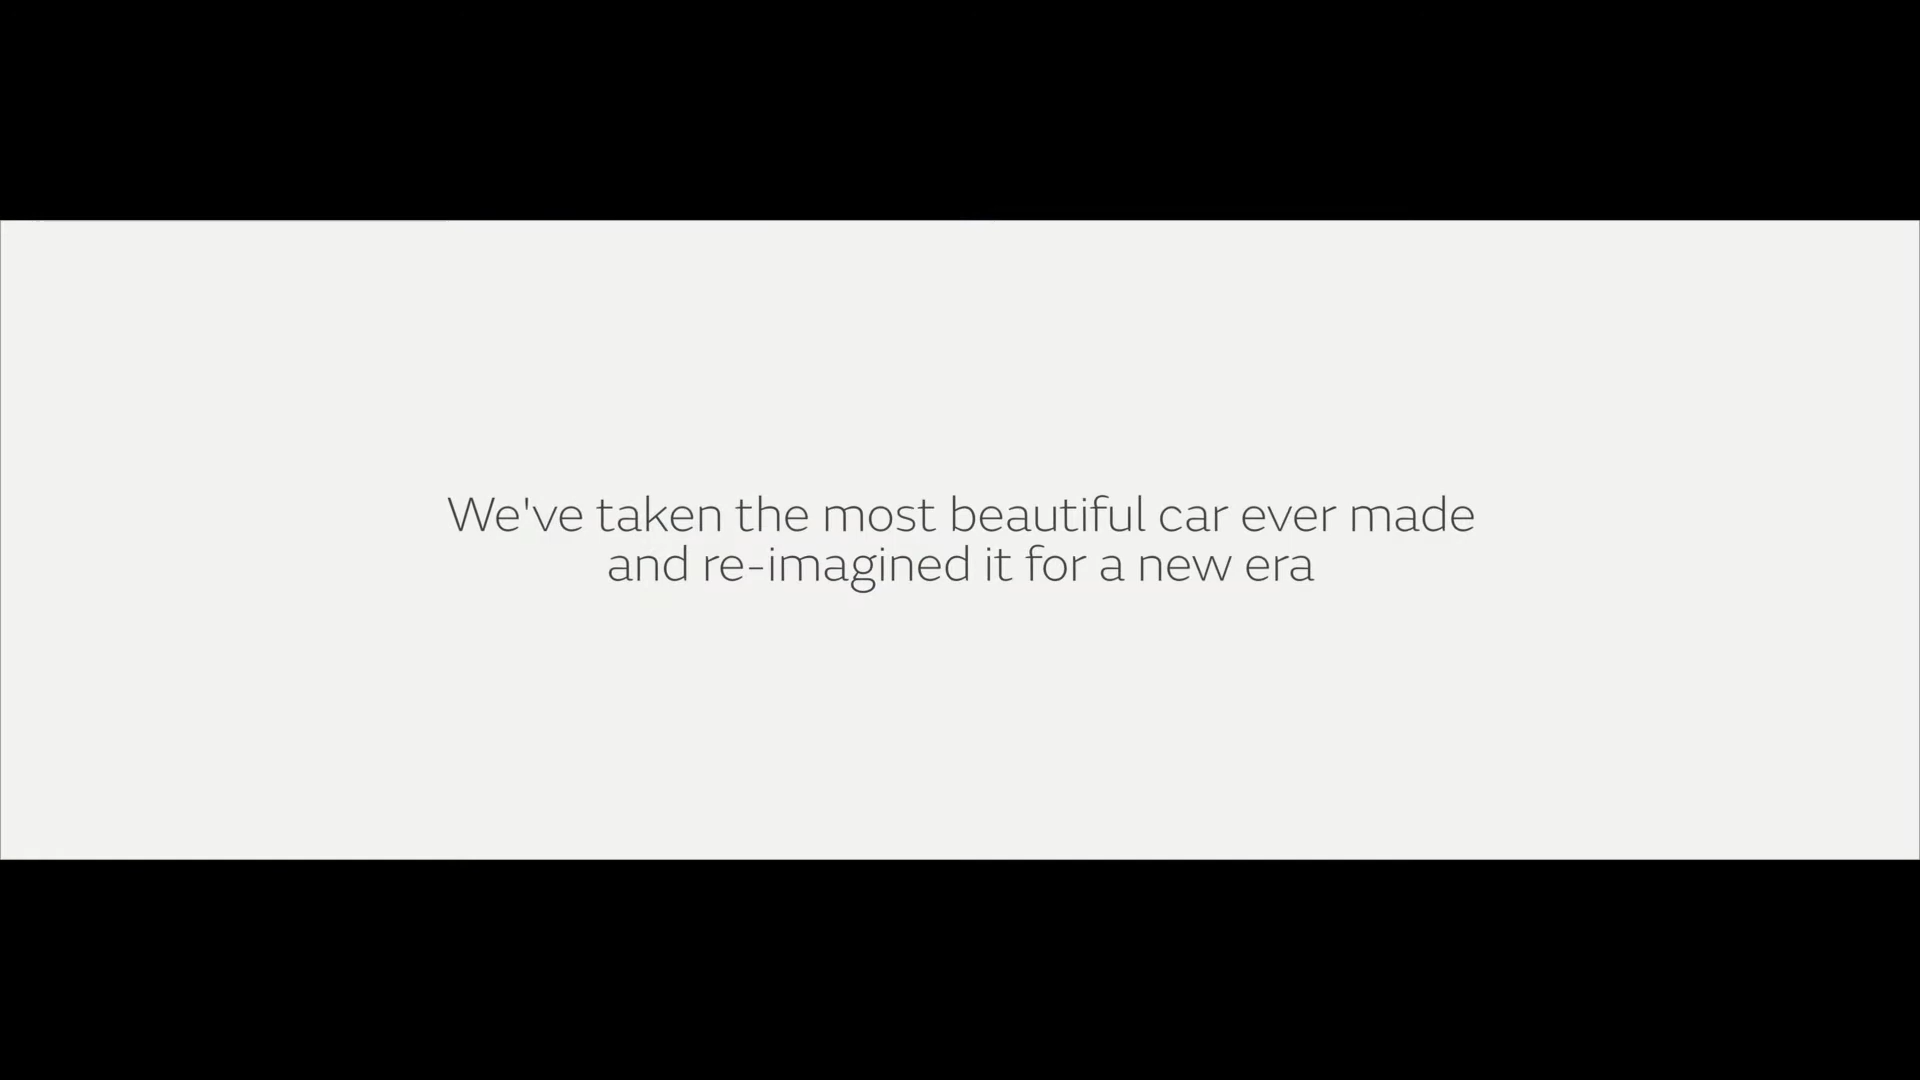 We've taken the most beautiful car ever made
and re-imagined it for a new era